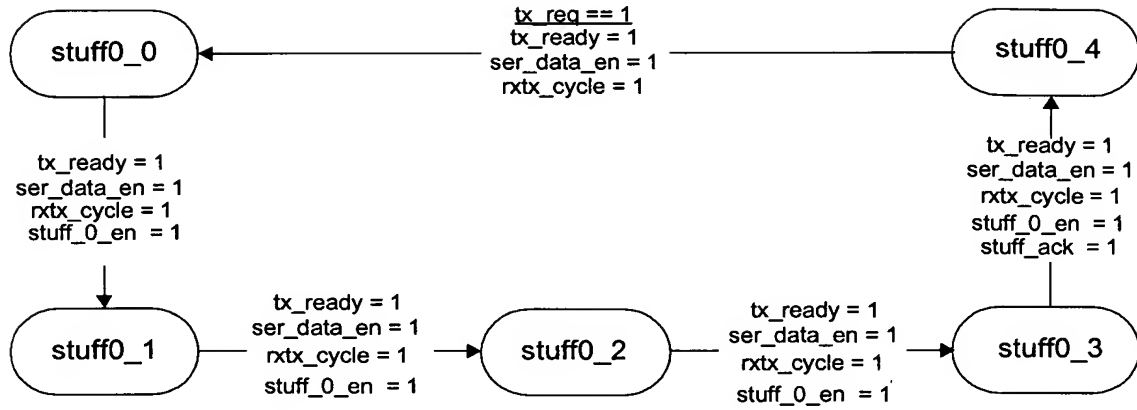 stuff0_0
tx_req == 1
tx_ready = 1
ser_data_en = 1
rxtx_cycle = 1
stuff0_4
tx_ready = 1
ser_data_en = 1
rxtx_cycle = 1
stuff_0_en = 1
tx_ready = 1
ser_data_en = 1
rxtx_cycle = 1
stuff_0_en = 1
stuff_ack = 1
stuff0_1
tx_ready = 1
ser_data_en = 1
rxtx_cycle = 1
stuff_0_en = 1
stuff0_2
tx_ready = 1
ser_data_en = 1
rxtx_cycle = 1
stuff_0_en = 1
stuff0_3